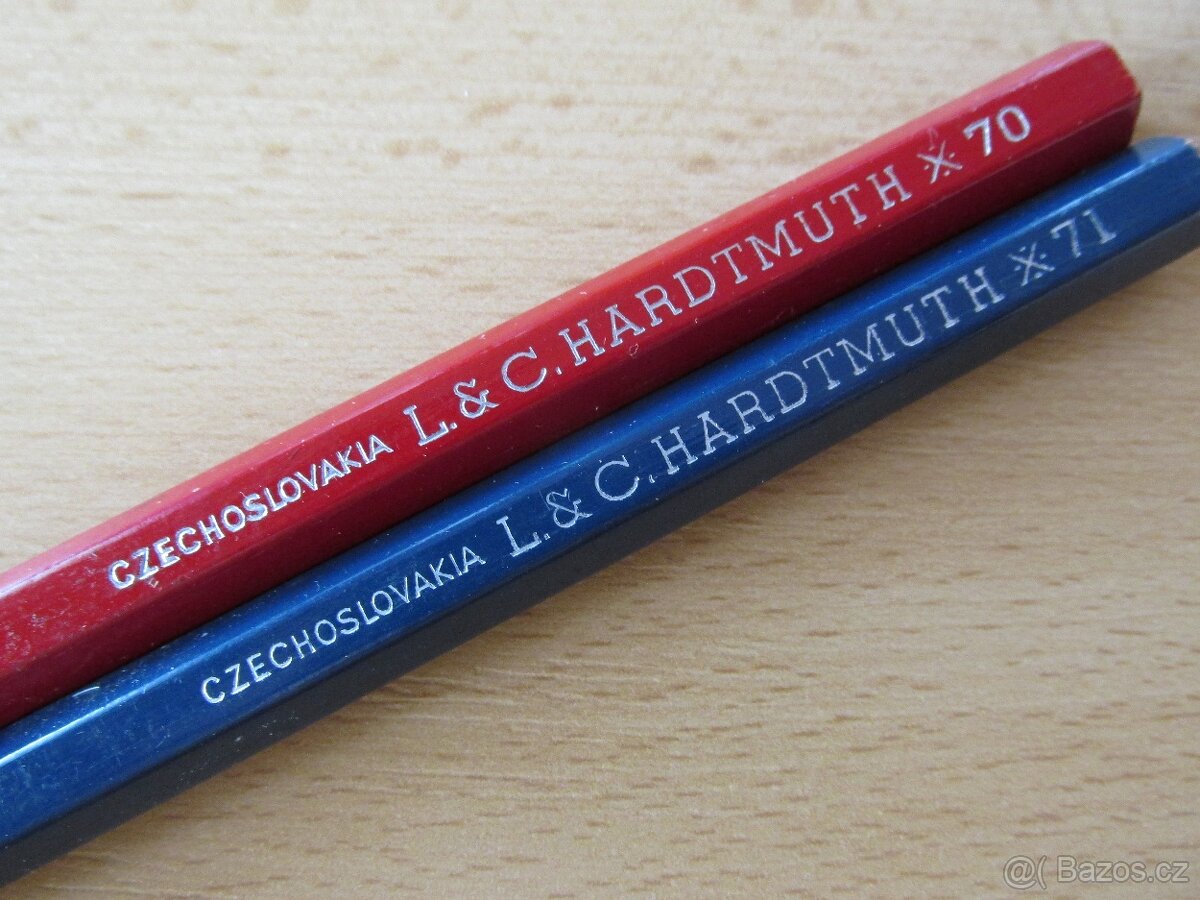 CZECHOSLOVAKIA L. & C. HARDTMUTH ⁜ 70
CZECHOSLOVAKIA L. & C. HARDTMUTH ⁜ 71
@( Bazos.cz